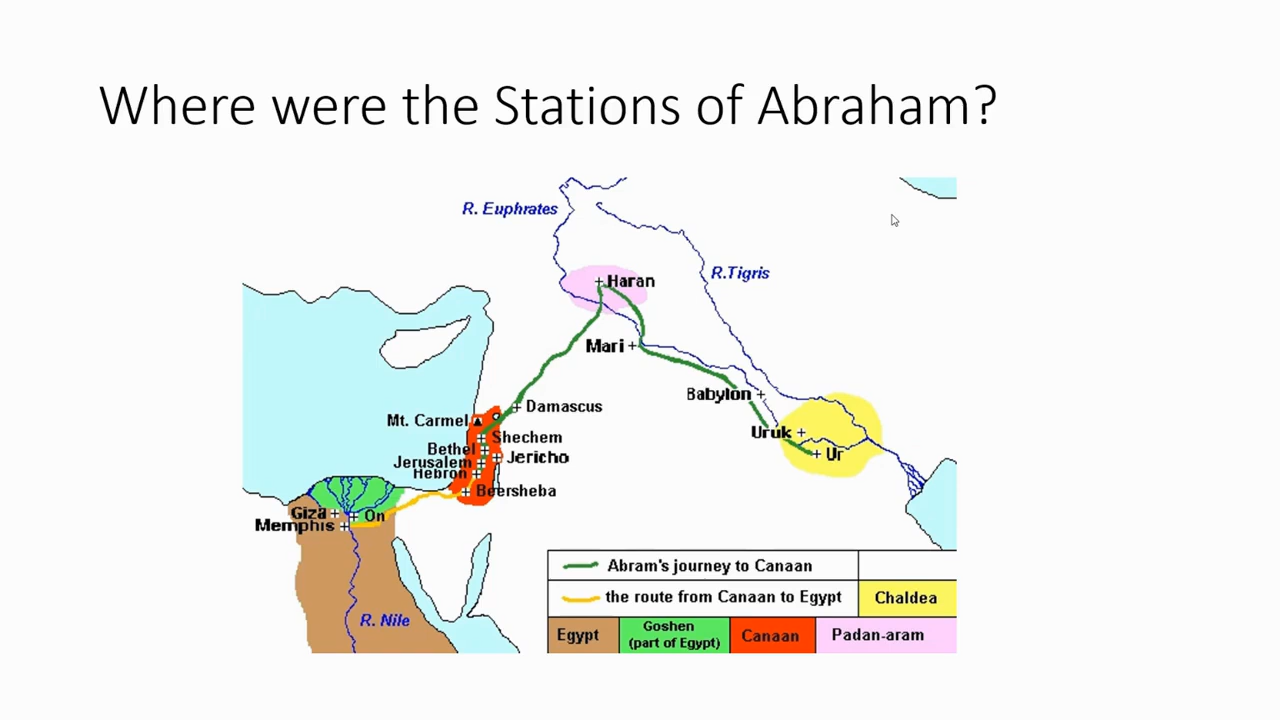 Where were the Stations of Abraham?
R. Euphrates
R.Tigris
Haran
Mari
Babylon
Damascus
Mt. Carmel
Uruk
Shechem
Bethel
Ur
Jericho
Jerusalem
Hebron
Beersheba
Giza
On
Memphis
Abram's journey to Canaan
the route from Canaan to Egypt
Chaldea
R. Nile
Egypt
Goshen
(part of Egypt)
Canaan
Padan-aram